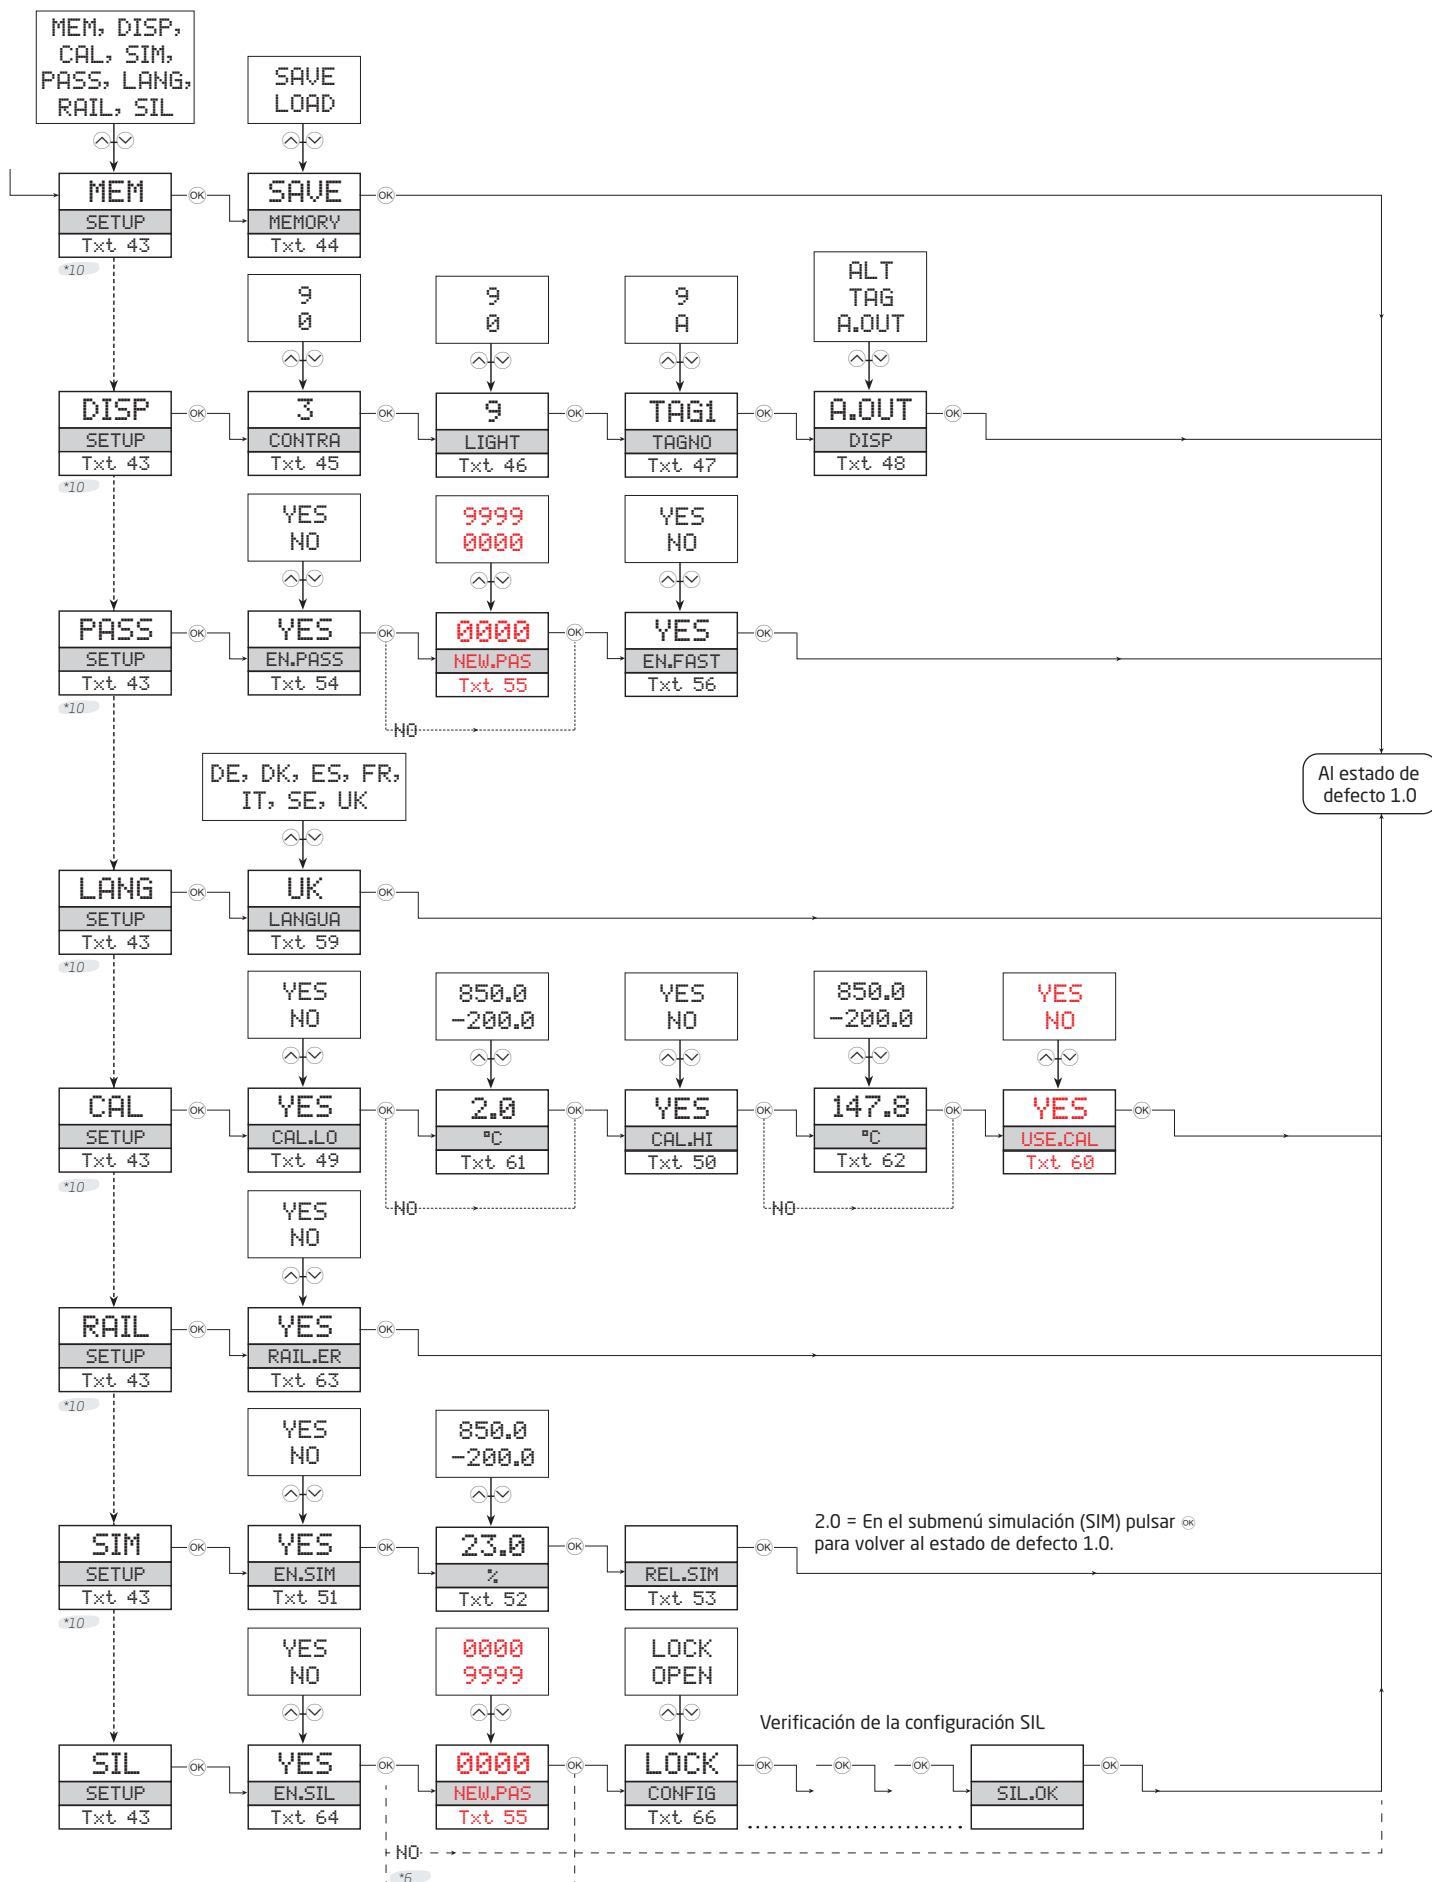 MEM, DISP,
CAL, SIM,
PASS, LANG,
RAIL, SIL
SAVE
LOAD
MEM
SETUP
Txt 43
*10
OK
SAVE
MEMORY
Txt 44
OK
9
0
9
0
9
A
ALT
TAG
A.OUT
DISP
SETUP
Txt 43
*10
OK
3
CONTRA
Txt 45
OK
9
LIGHT
Txt 46
OK
TAG1
TAGNO
Txt 47
OK
A.OUT
DISP
Txt 48
OK
YES
NO
9999
0000
YES
NO
PASS
SETUP
Txt 43
*10
OK
YES
EN.PASS
Txt 54
OK
NO
0000
NEW.PAS
Txt 55
OK
YES
EN.FAST
Txt 56
OK
Al estado de
defecto 1.0
DE, DK, ES, FR,
IT, SE, UK
LANG
SETUP
Txt 43
*10
OK
UK
LANGUA
Txt 59
OK
YES
NO
850.0
-200.0
YES
NO
850.0
-200.0
YES
NO
CAL
SETUP
Txt 43
*10
OK
YES
CAL.LO
Txt 49
OK
NO
2.0
°C
Txt 61
OK
YES
CAL.HI
Txt 50
OK
NO
147.8
°C
Txt 62
OK
YES
USE.CAL
Txt 60
OK
YES
NO
RAIL
SETUP
Txt 43
*10
OK
YES
RAIL.ER
Txt 63
OK
YES
NO
850.0
-200.0
SIM
SETUP
Txt 43
*10
OK
YES
EN.SIM
Txt 51
OK
23.0
%
Txt 52
OK
REL.SIM
Txt 53
OK
2.0 = En el submenú simulación (SIM) pulsar OK
para volver al estado de defecto 1.0.
YES
NO
0000
9999
LOCK
OPEN
Verificación de la configuración SIL
SIL
SETUP
Txt 43
OK
YES
EN.SIL
Txt 64
OK
0000
NEW.PAS
Txt 55
OK
LOCK
CONFIG
Txt 66
OK
OK
OK
SIL.OK
OK
NO
*6